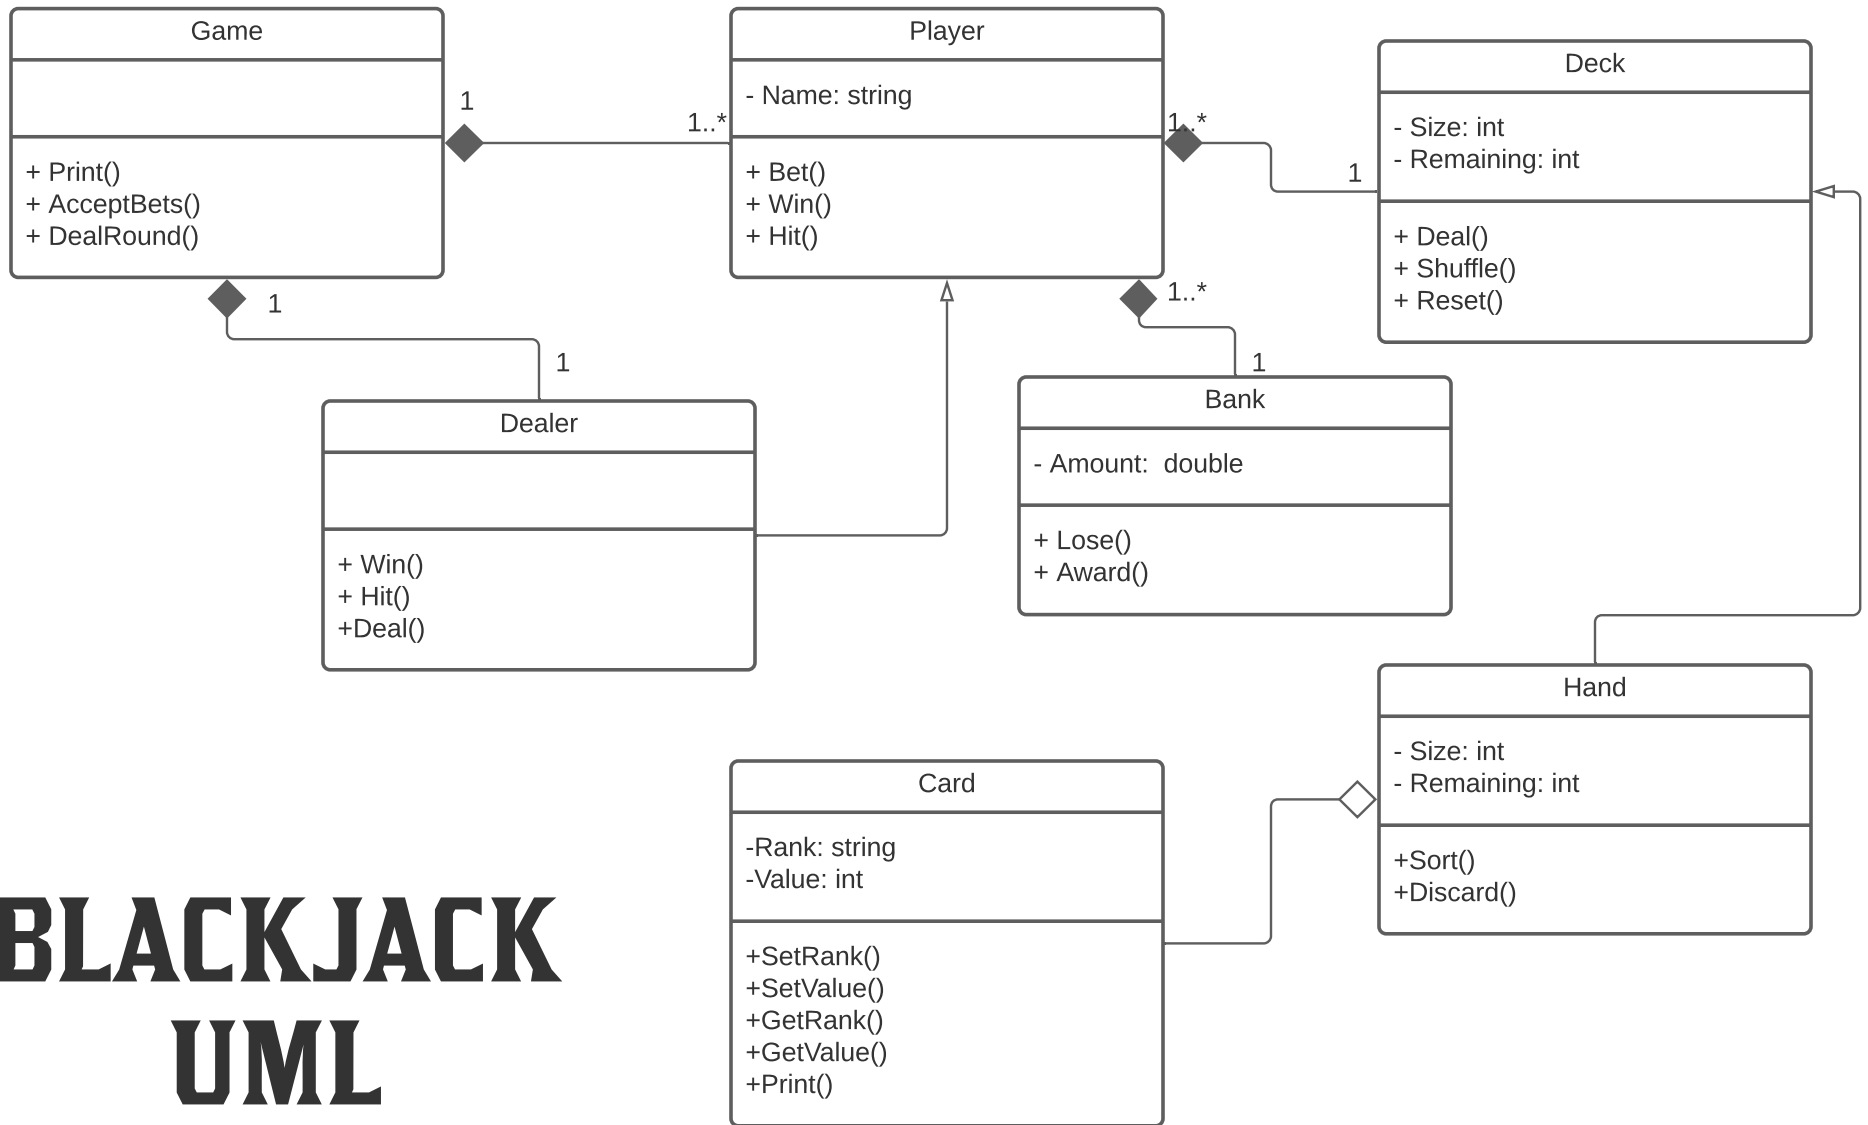 Game
+ Print()
+ AcceptBets()
+ DealRound()
1
1..*
Player
- Name: string
+ Bet()
+ Win()
+ Hit()
1..*
1
Deck
- Size: int
- Remaining: int
+ Deal()
+ Shuffle()
+ Reset()
1
1
Dealer
+ Win()
+ Hit()
+Deal()
1..*
1
Bank
- Amount:  double
+ Lose()
+ Award()
Hand
- Size: int
- Remaining: int
+Sort()
+Discard()
Card
-Rank: string
-Value: int
+SetRank()
+SetValue()
+GetRank()
+GetValue()
+Print()
BLACKJACK
UML